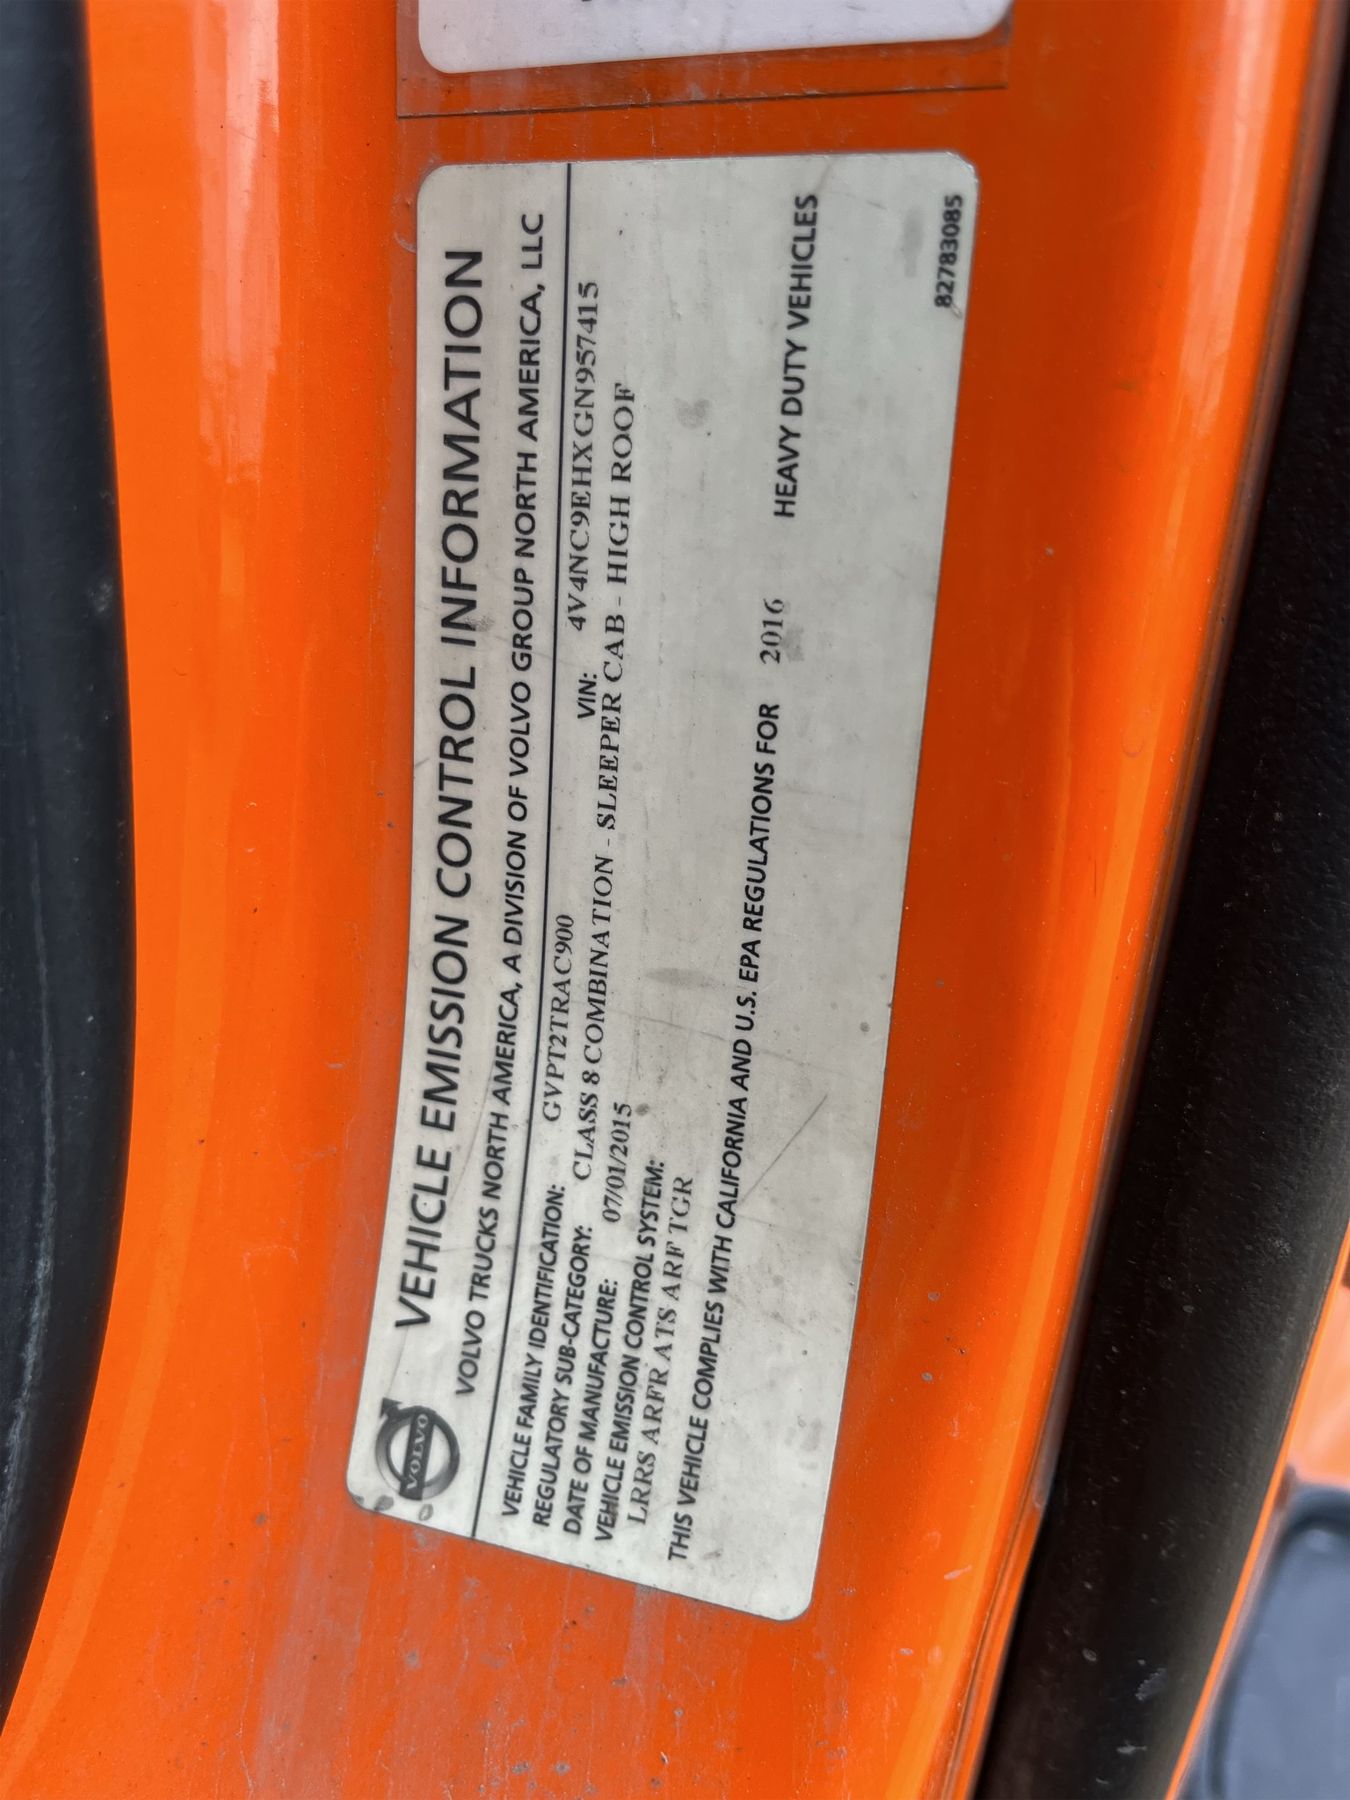 VOLVO
VEHICLE EMISSION CONTROL INFORMATION
VOLVO TRUCKS NORTH AMERICA, A DIVISION OF VOLVO GROUP NORTH AMERICA, LLC
VEHICLE FAMILY IDENTIFICATION: GVPT2TRAC900 VIN: 4V4NC9EHXGN957415
REGULATORY SUB-CATEGORY: CLASS 8 COMBINATION - SLEEPER CAB - HIGH ROOF
DATE OF MANUFACTURE: 07/01/2015
VEHICLE EMISSION CONTROL SYSTEM:
LRRS ARFR ATS ARF TGR
THIS VEHICLE COMPLIES WITH CALIFORNIA AND U.S. EPA REGULATIONS FOR 2016 HEAVY DUTY VEHICLES
82783085